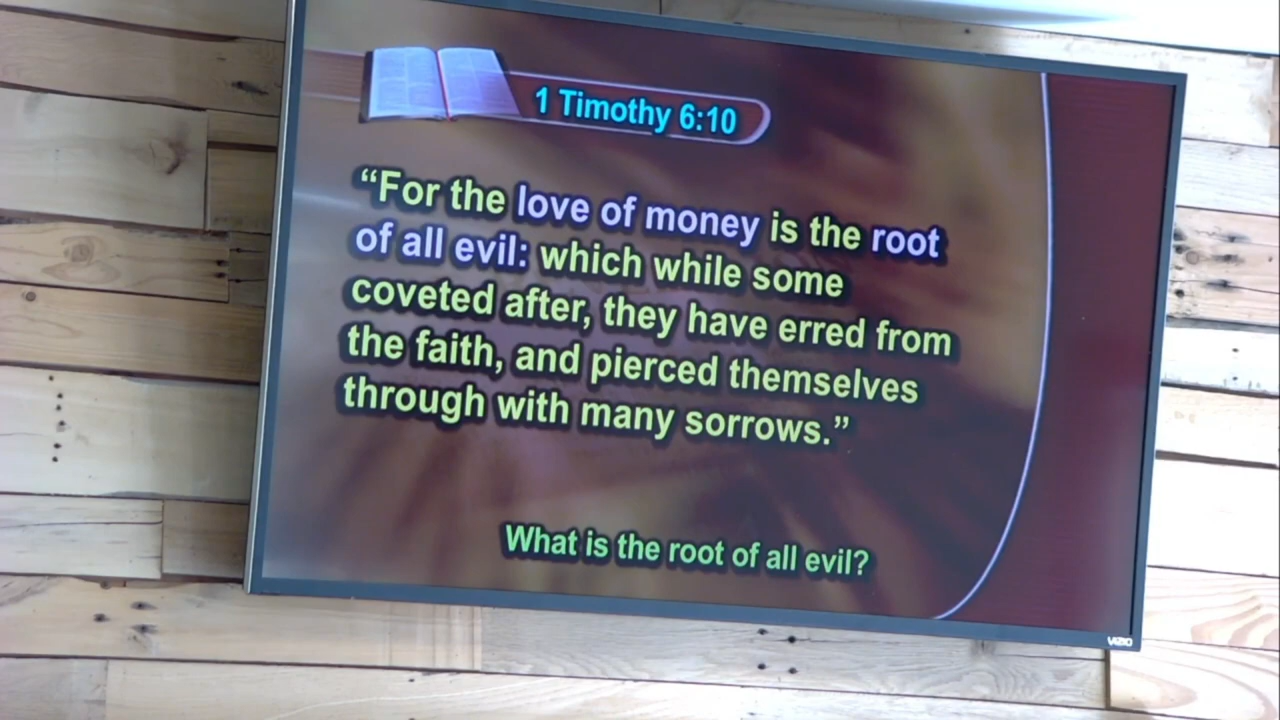 1 Timothy 6:10
“For the love of money is the root
of all evil: which while some
coveted after, they have erred from
the faith, and pierced themselves
through with many sorrows.”
What is the root of all evil?
VIZIO